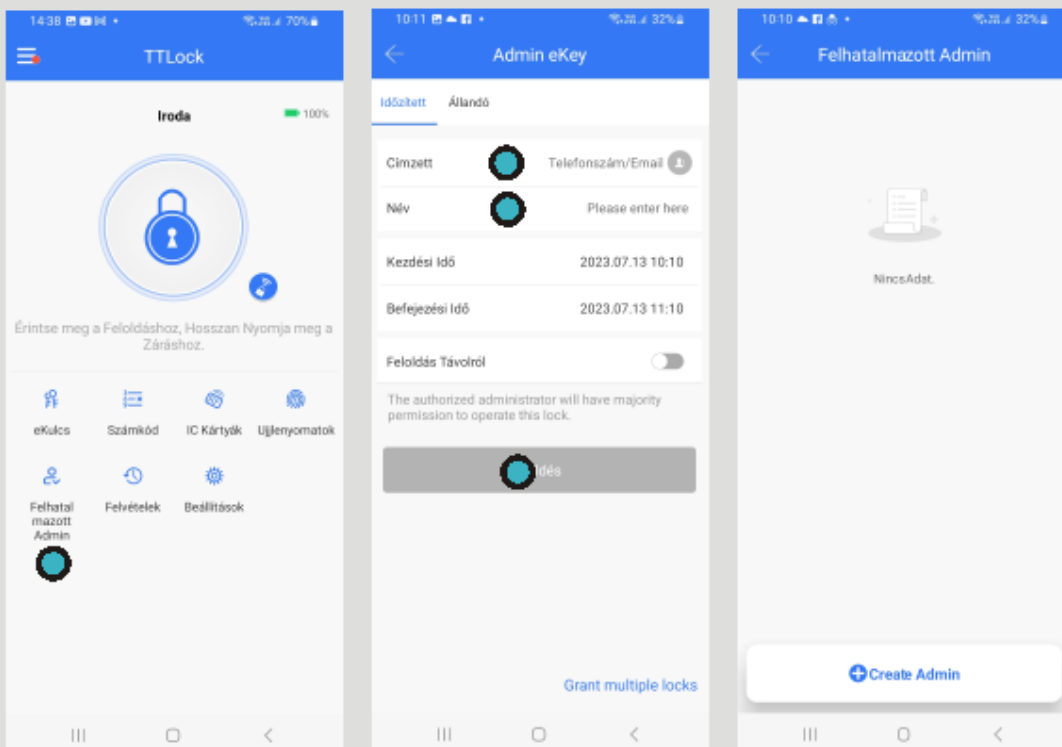 14:38
70%
TTLock
Iroda
100%
Érintse meg a Feloldáshoz, Hosszan Nyomja meg a
Záráshoz.
eKulcs
Számkód
IC Kártyák
Ujjlenyomatok
Felhatal
mazott
Admin
Felvételek
Beállítások
10:11
32%
Admin eKey
Időzített
Állandó
Címzett
Telefonszám/Email
Név
Please enter here
Kezdési Idő
2023.07.13 10:10
Befejezési Idő
2023.07.13 11:10
Feloldás Távolról
The authorized administrator will have majority
permission to operate this lock.
dés
Grant multiple locks
10:10
32%
Felhatalmazott Admin
NincsAdat.
Create Admin